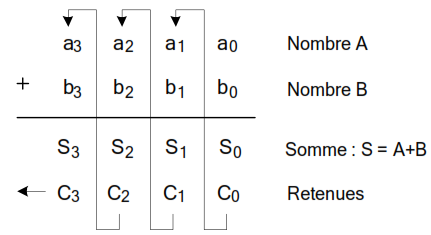 a3 a2 a1 a0 Nombre A
+ b3 b2 b1 b0 Nombre B
S3 S2 S1 S0 Somme : S = A+B
C3 C2 C1 C0 Retenues